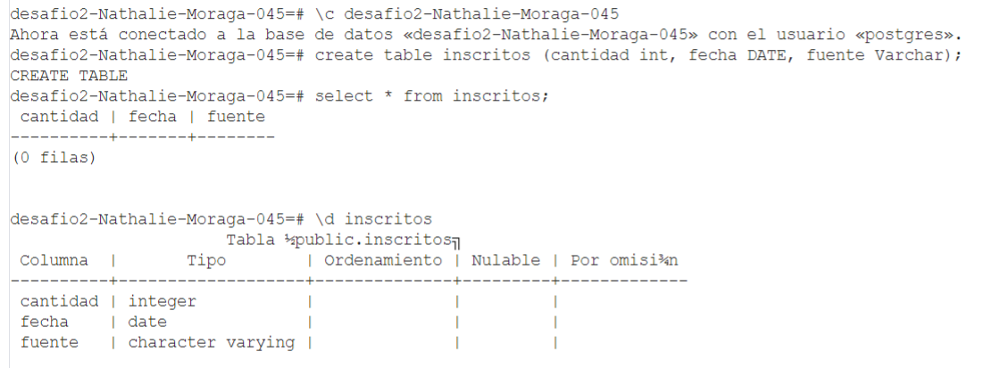 desafio2-Nathalie-Moraga-045=# \c desafio2-Nathalie-Moraga-045
Ahora está conectado a la base de datos «desafio2-Nathalie-Moraga-045» con el usuario «postgres».
desafio2-Nathalie-Moraga-045=# create table inscritos (cantidad int, fecha DATE, fuente Varchar);
CREATE TABLE
desafio2-Nathalie-Moraga-045=# select * from inscritos;
 cantidad | fecha | fuente
----------+-------+--------
(0 filas)
desafio2-Nathalie-Moraga-045=# \d inscritos
                      Tabla ½public.inscritos╗
 Columna  |       Tipo        | Ordenamiento | Nulable | Por omisi¾n
----------+-------------------+--------------+---------+-------------
 cantidad | integer           |              |         |
 fecha    | date              |              |         |
 fuente   | character varying |              |         |